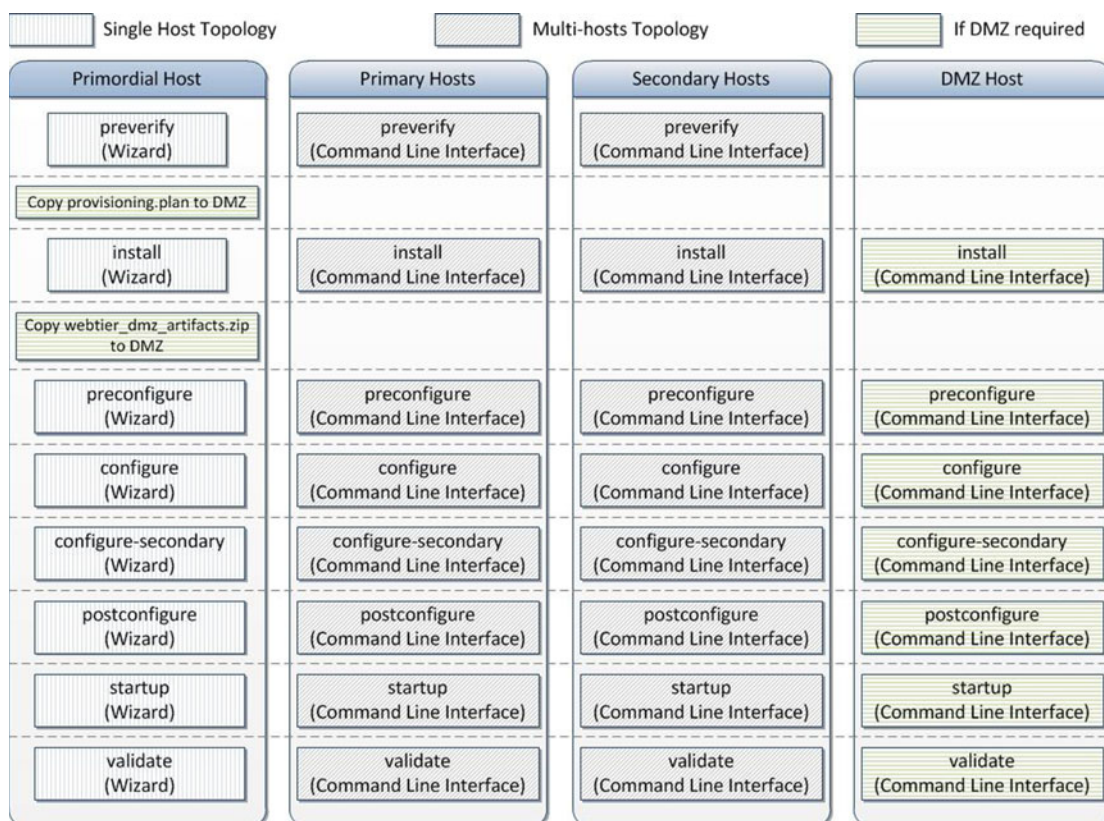 Single Host Topology
Multi-hosts Topology
If DMZ required
Primordial Host
Primary Hosts
Secondary Hosts
DMZ Host
preverify
(Wizard)
preverify
(Command Line Interface)
preverify
(Command Line Interface)
Copy provisioning.plan to DMZ
install
(Wizard)
install
(Command Line Interface)
install
(Command Line Interface)
install
(Command Line Interface)
Copy webtier_dmz_artifacts.zip
to DMZ
preconfigure
(Wizard)
preconfigure
(Command Line Interface)
preconfigure
(Command Line Interface)
preconfigure
(Command Line Interface)
configure
(Wizard)
configure
(Command Line Interface)
configure
(Command Line Interface)
configure
(Command Line Interface)
configure-secondary
(Wizard)
configure-secondary
(Command Line Interface)
configure-secondary
(Command Line Interface)
configure-secondary
(Command Line Interface)
postconfigure
(Wizard)
postconfigure
(Command Line Interface)
postconfigure
(Command Line Interface)
postconfigure
(Command Line Interface)
startup
(Wizard)
startup
(Command Line Interface)
startup
(Command Line Interface)
startup
(Command Line Interface)
validate
(Wizard)
validate
(Command Line Interface)
validate
(Command Line Interface)
validate
(Command Line Interface)